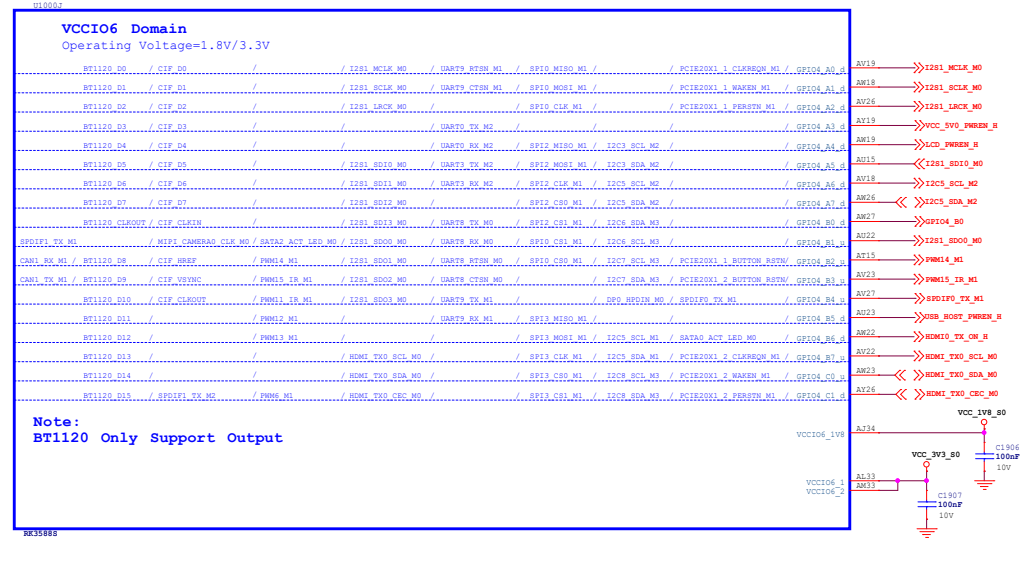 U1000J
VCCIO6 Domain
Operating Voltage=1.8V/3.3V
BT1120_D0 / CIF_D0 / / I2S1_MCLK_M0 / UART9_RTSN_M1 / SPI0_MISO_M1 / / PCIE20X1_1_CLKREQN_M1 / GPIO4_A0_d AV19 I2S1_MCLK_M0
BT1120_D1 / CIF_D1 / / I2S1_SCLK_M0 / UART9_CTSN_M1 / SPI0_MOSI_M1 / / PCIE20X1_1_WAKEN_M1 / GPIO4_A1_d AW18 I2S1_SCLK_M0
BT1120_D2 / CIF_D2 / / I2S1_LRCK_M0 / / SPI0_CLK_M1 / / PCIE20X1_1_PERSTN_M1 / GPIO4_A2_d AV26 I2S1_LRCK_M0
BT1120_D3 / CIF_D3 / / / UART0_TX_M2 / / / / GPIO4_A3_d AY19 VCC_5V0_PWREN_H
BT1120_D4 / CIF_D4 / / / UART0_RX_M2 / SPI2_MISO_M1 / I2C3_SCL_M2 / / GPIO4_A4_d AW19 LCD_PWREN_H
BT1120_D5 / CIF_D5 / / I2S1_SDI0_M0 / UART3_TX_M2 / SPI2_MOSI_M1 / I2C3_SDA_M2 / / GPIO4_A5_d AU15 I2S1_SDI0_M0
BT1120_D6 / CIF_D6 / / I2S1_SDI1_M0 / UART3_RX_M2 / SPI2_CLK_M1 / I2C5_SCL_M2 / / GPIO4_A6_d AV18 I2C5_SCL_M2
BT1120_D7 / CIF_D7 / / I2S1_SDI2_M0 / / SPI2_CS0_M1 / I2C5_SDA_M2 / / GPIO4_A7_d AW26 I2C5_SDA_M2
BT1120_CLKOUT / CIF_CLKIN / / I2S1_SDI3_M0 / UART8_TX_M0 / SPI2_CS1_M1 / I2C6_SDA_M3 / / GPIO4_B0_d AW27 GPIO4_B0
SPDIF1_TX_M1 / MIPI_CAMERA0_CLK_M0 / SATA2_ACT_LED_M0 / I2S1_SDO0_M0 / UART8_RX_M0 / SPI0_CS1_M1 / I2C6_SCL_M3 / / GPIO4_B1_u AU22 I2S1_SDO0_M0
CAN1_RX_M1 / BT1120_D8 / CIF_HREF / PWM14_M1 / I2S1_SDO1_M0 / UART8_RTSN_M0 / SPI0_CS0_M1 / I2C7_SCL_M3 / PCIE20X1_1_BUTTON_RSTN/ GPIO4_B2_u AT15 PWM14_M1
CAN1_TX_M1 / BT1120_D9 / CIF_VSYNC / PWM15_IR_M1 / I2S1_SDO2_M0 / UART8_CTSN_M0 / / I2C7_SDA_M3 / PCIE20X1_2_BUTTON_RSTN/ GPIO4_B3_u AV23 PWM15_IR_M1
BT1120_D10 / CIF_CLKOUT / PWM11_IR_M1 / I2S1_SDO3_M0 / UART9_TX_M1 / / DP0_HPDIN_M0 / SPDIF0_TX_M1 / GPIO4_B4_u AV27 SPDIF0_TX_M1
BT1120_D11 / / PWM12_M1 / / UART9_RX_M1 / SPI3_MISO_M1 / / / GPIO4_B5_d AU23 USB_HOST_PWREN_H
BT1120_D12 / / PWM13_M1 / / / SPI3_MOSI_M1 / I2C5_SCL_M1 / SATA0_ACT_LED_M0 / GPIO4_B6_d AW22 HDMI0_TX_ON_H
BT1120_D13 / / / HDMI_TX0_SCL_M0 / / SPI3_CLK_M1 / I2C5_SDA_M1 / PCIE20X1_2_CLKREQN_M1 / GPIO4_B7_u AV22 HDMI_TX0_SCL_M0
BT1120_D14 / / / HDMI_TX0_SDA_M0 / / SPI3_CS0_M1 / I2C8_SCL_M3 / PCIE20X1_2_WAKEN_M1 / GPIO4_C0_u AW23 HDMI_TX0_SDA_M0
BT1120_D15 / SPDIF1_TX_M2 / PWM6_M1 / HDMI_TX0_CEC_M0 / / SPI3_CS1_M1 / I2C8_SDA_M3 / PCIE20X1_2_PERSTN_M1 / GPIO4_C1_d AY26 HDMI_TX0_CEC_M0
Note:
BT1120 Only Support Output
VCCIO6_1V8 AJ34
VCC_1V8_S0
C1906
100nF
10V
VCC_3V3_S0
VCCIO6_1 AL33
VCCIO6_2 AM33
C1907
100nF
10V
RK3588S